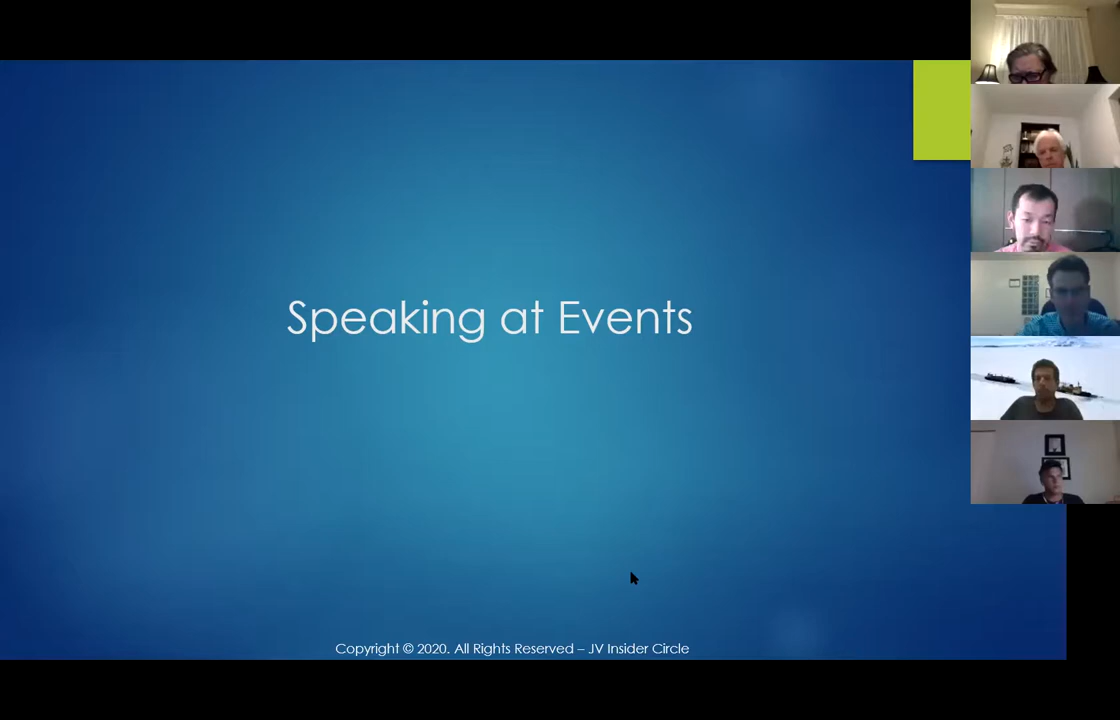 Speaking at Events
Copyright © 2020. All Rights Reserved – JV Insider Circle